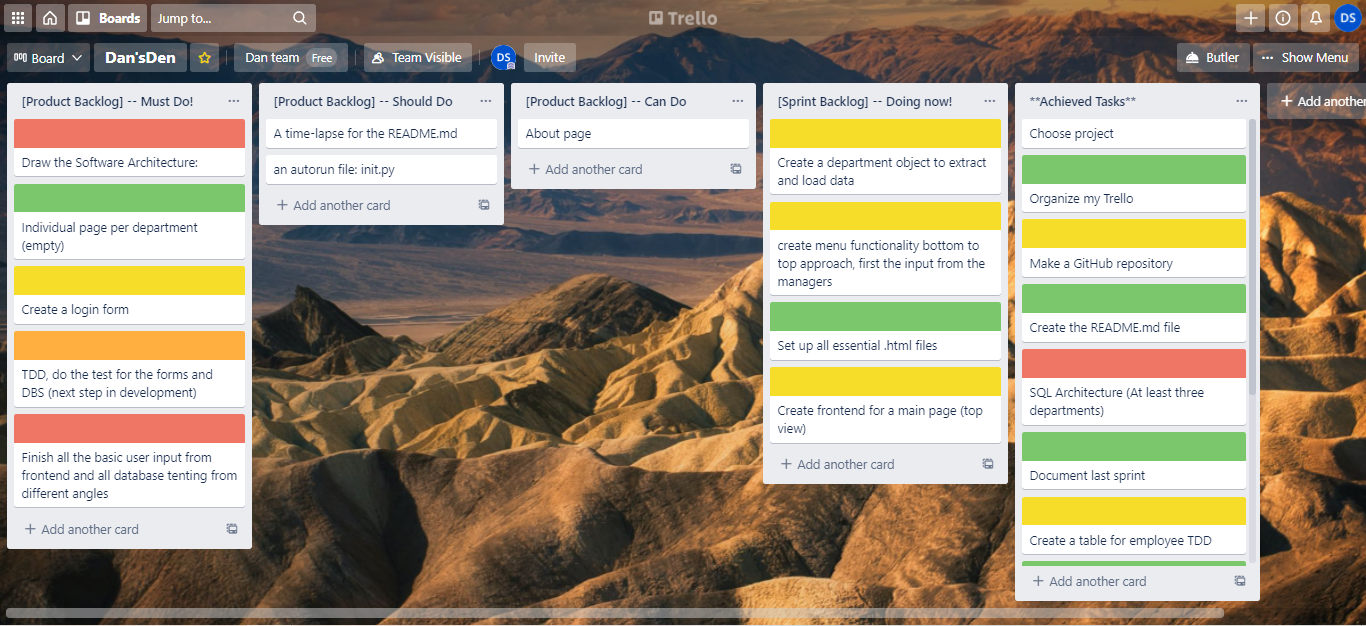 Boards
Jump to...
Trello
DS
Board
Dan'sDen
Dan team
Free
Team Visible
DS
Invite
Butler
Show Menu
[Product Backlog] -- Must Do!
Draw the Software Architecture:
Individual page per department
(empty)
Create a login form
TDD, do the test for the forms and
DBS (next step in development)
Finish all the basic user input from
frontend and all database tenting from
different angles
Add another card
[Product Backlog] -- Should Do
A time-lapse for the README.md
an autorun file: init.py
Add another card
[Product Backlog] -- Can Do
About page
Add another card
[Sprint Backlog] -- Doing now!
Create a department object to extract
and load data
create menu functionality bottom to
top approach, first the input from the
managers
Set up all essential .html files
Create frontend for a main page (top
view)
Add another card
**Achieved Tasks**
Choose project
Organize my Trello
Make a GitHub repository
Create the README.md file
SQL Architecture (At least three
departments)
Document last sprint
Create a table for employee TDD
Add another card
Add another